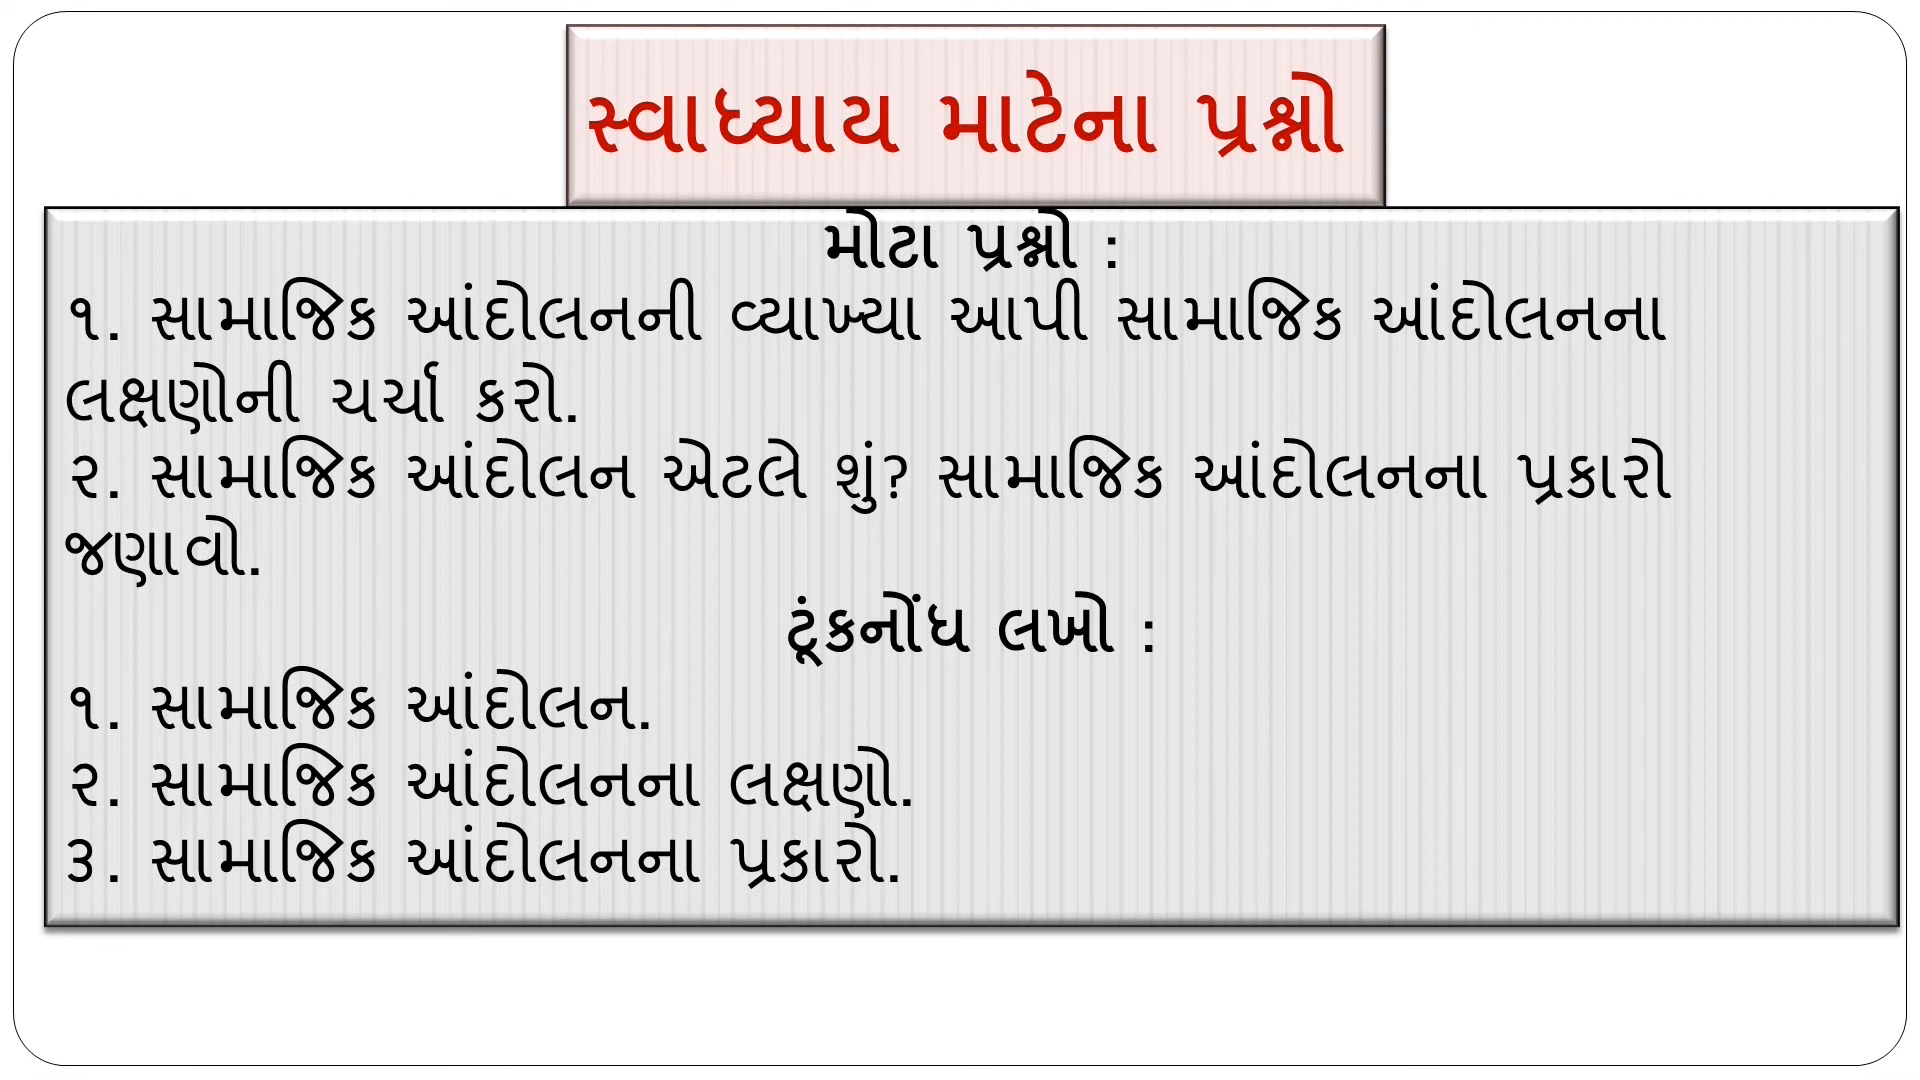 સ્વાધ્યાય માટેના પ્રશ્નો
મોટા પ્રશ્નો :
૧. સામાજિક આંદોલનની વ્યાખ્યા આપી સામાજિક આંદોલનના
લક્ષણોની ચર્ચા કરો.
૨. સામાજિક આંદોલન એટલે શું? સામાજિક આંદોલનના પ્રકારો
જણાવો.
ટૂંકનોંધ લખો :
૧. સામાજિક આંદોલન.
૨. સામાજિક આંદોલનના લક્ષણો.
૩. સામાજિક આંદોલનના પ્રકારો.